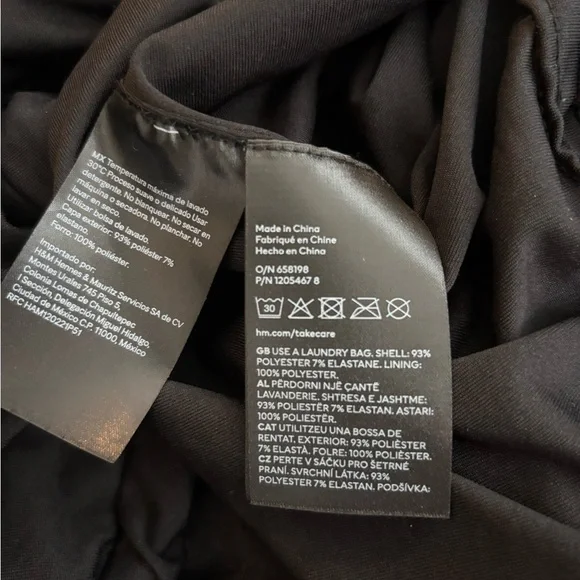 MX Temperatura máxima de lavado
30°C Proceso suave o delicado Usar
detergente. No blanquear. No secar en
máquina o secadora. No planchar. No
lavar en seco.
Utilizar bolsa de lavado.
Capa exterior: 93% poliéster 7%
elastano.
Forro: 100% poliéster.
Importado por:
H&M Hennes & Mauritz Servicios SA de CV
Montes Urales 745 Piso 5,
Colonia Lomas de Chapultepec
1 Sección, Delegación Miguel Hidalgo,
Ciudad de México C.P. 11000, México
RFC HAM120221P51
Made in China
Fabriqué en Chine
Hecho en China
O/N 658198
P/N 1205467 8
30
hm.com/takecare
GB USE A LAUNDRY BAG. SHELL: 93%
POLYESTER 7% ELASTANE. LINING:
100% POLYESTER.
AL PËRDORNI NJË ÇANTË
LAVANDERIE. SHTRESA E JASHTME:
93% POLIESTËR 7% ELASTAN. ASTARI:
100% POLIESTËR.
CAT UTILITZEU UNA BOSSA DE
RENTAT. EXTERIOR: 93% POLIÈSTER
7% ELASTÀ. FOLRE: 100% POLIÈSTER.
CZ PERTE V SÁČKU PRO ŠETRNÉ
PRANÍ. SVRCHNÍ LÁTKA: 93%
POLYESTER 7% ELASTAN. PODŠÍVKA: